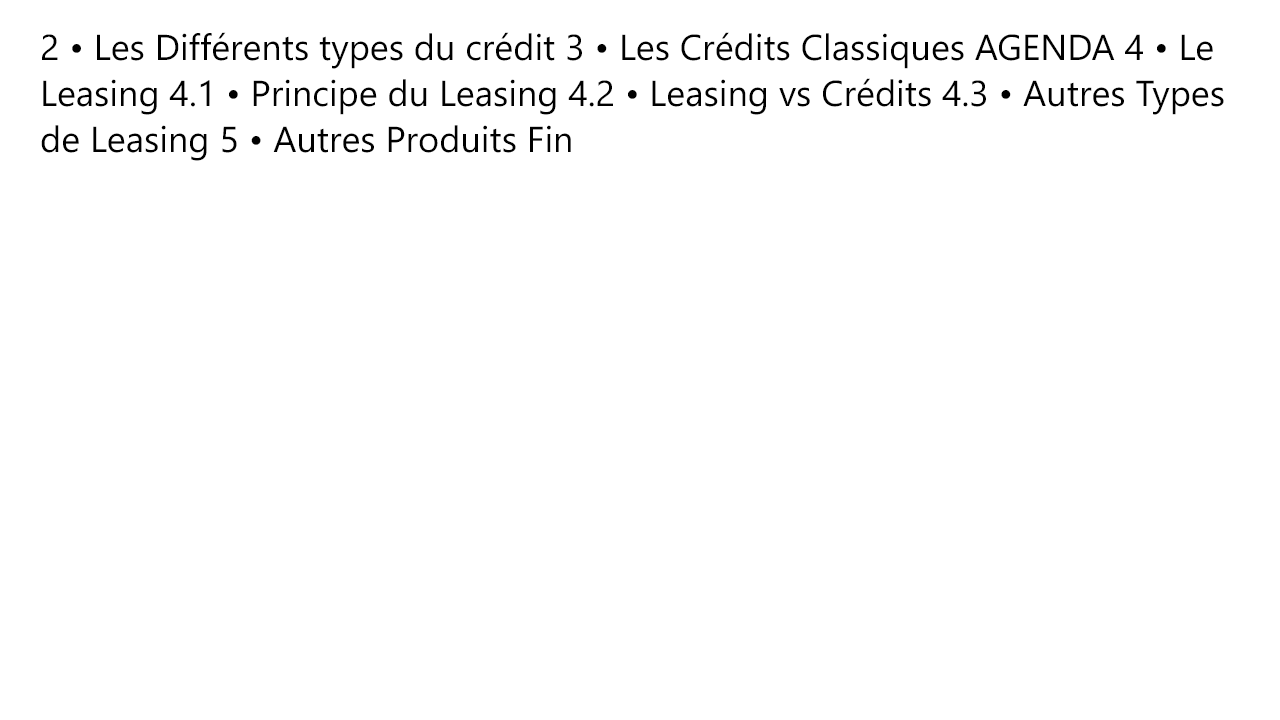 2 • Les Différents types du crédit 3 • Les Crédits Classiques AGENDA 4 • Le
Leasing 4.1 • Principe du Leasing 4.2 • Leasing vs Crédits 4.3 • Autres Types
de Leasing 5 • Autres Produits Fin